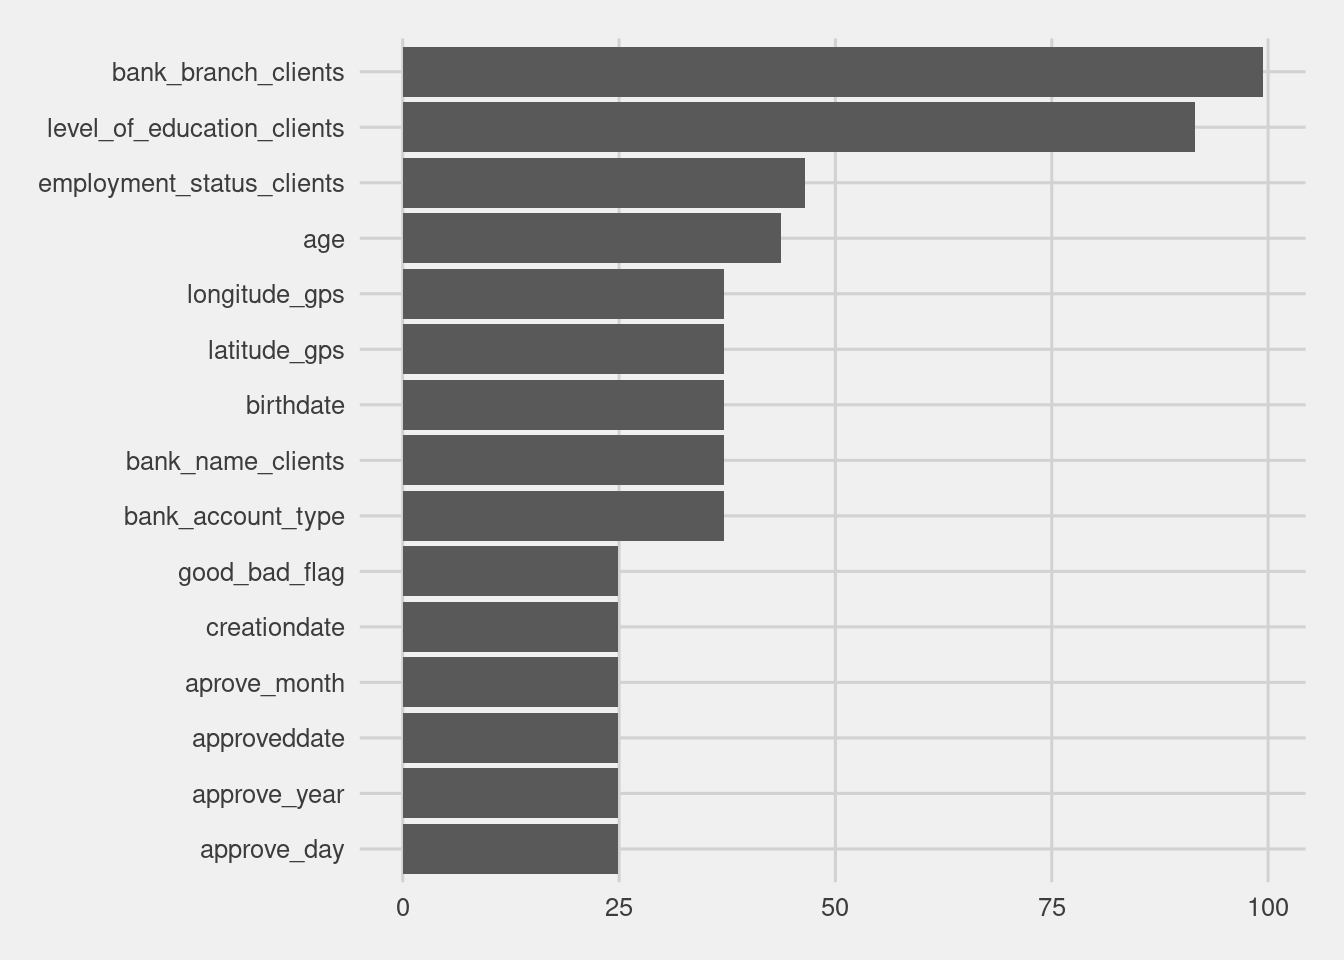 bank_branch_clients
level_of_education_clients
employment_status_clients
age
longitude_gps
latitude_gps
birthdate
bank_name_clients
bank_account_type
good_bad_flag
creationdate
aprove_month
approveddate
approve_year
approve_day
0 25 50 75 100